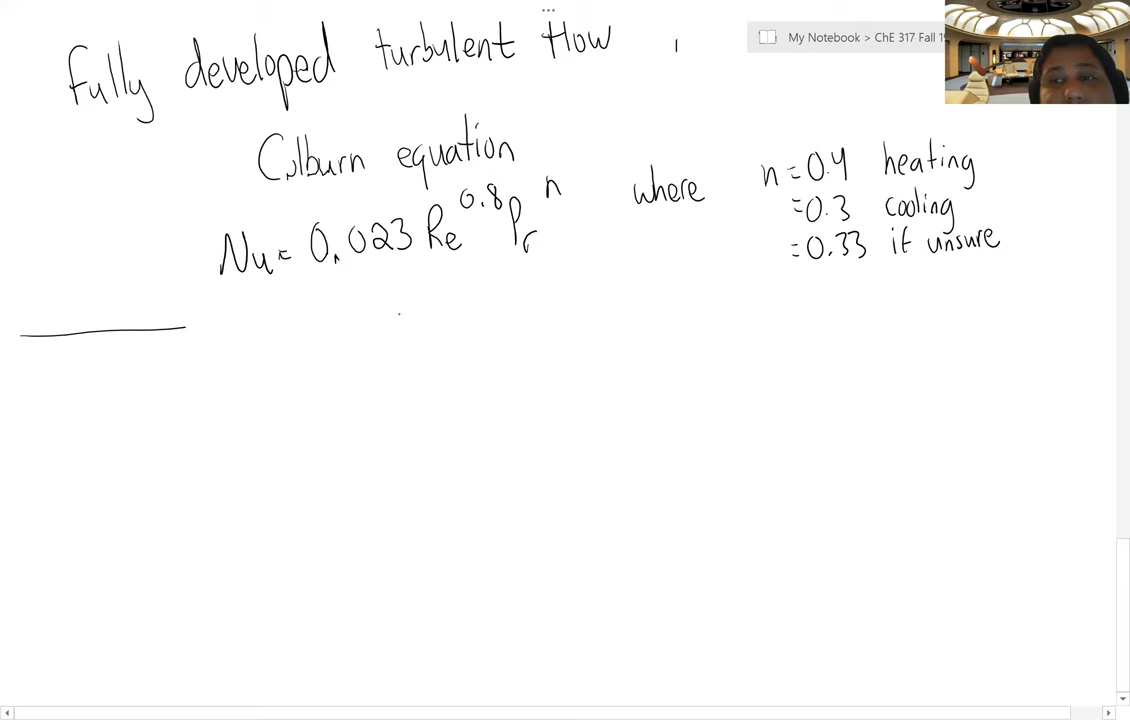 Fully developed turbulent flow
My Notebook > ChE 317 Fall 19
Colburn equation
Nu = 0.023 Re^0.8 Pr^n where n = 0.4 heating
= 0.3 cooling
= 0.33 if unsure